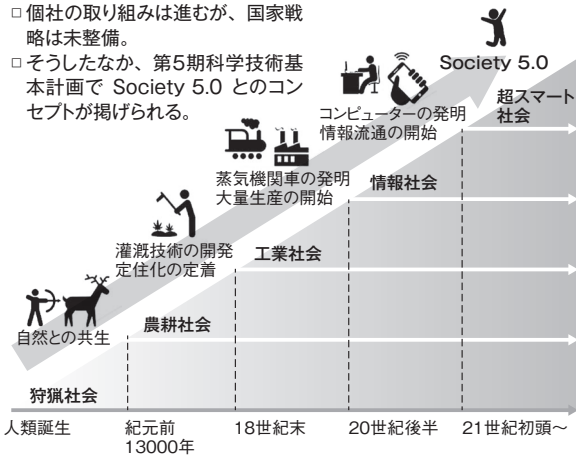 □ 個社の取り組みは進むが、国家戦
略は未整備。
□ そうしたなか、第5期科学技術基
本計画で Society 5.0 とのコン
セプトが掲げられる。
Society 5.0
超スマート
社会
コンピューターの発明
情報流通の開始
情報社会
蒸気機関車の発明
大量生産の開始
工業社会
灌漑技術の開発
定住化の定着
農耕社会
自然との共生
狩猟社会
人類誕生
紀元前
13000年
18世紀末
20世紀後半
21世紀初頭～